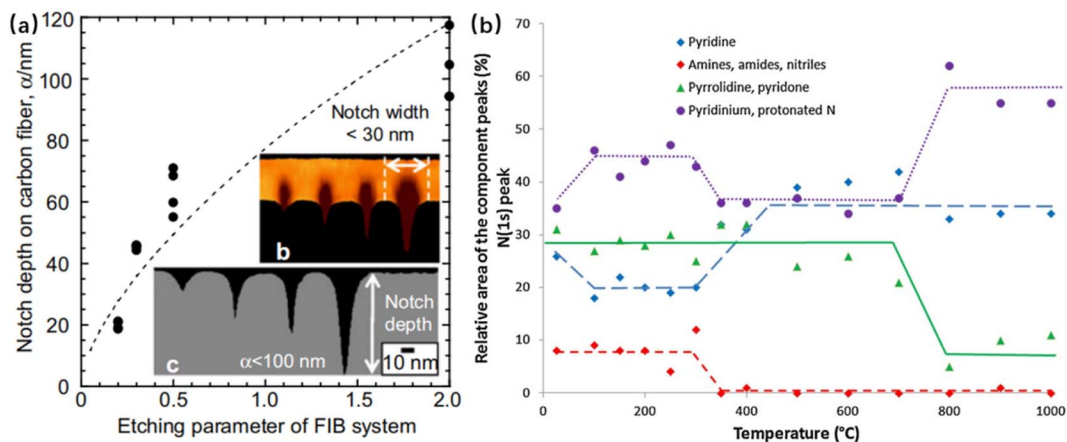 (a)
Notch depth on carbon fiber, α/nm
120
100
80
60
40
20
0
0
0.5
1.0
1.5
2.0
Etching parameter of FIB system
Notch width
< 30 nm
b
Notch
depth
α<100 nm
10 nm
c
(b)
Relative area of the component peaks (%)
N(1s) peak
70
60
50
40
30
20
10
0
0
200
400
600
800
1000
Temperature (°C)
Pyridine
Amines, amides, nitriles
Pyrrolidine, pyridone
Pyridinium, protonated N